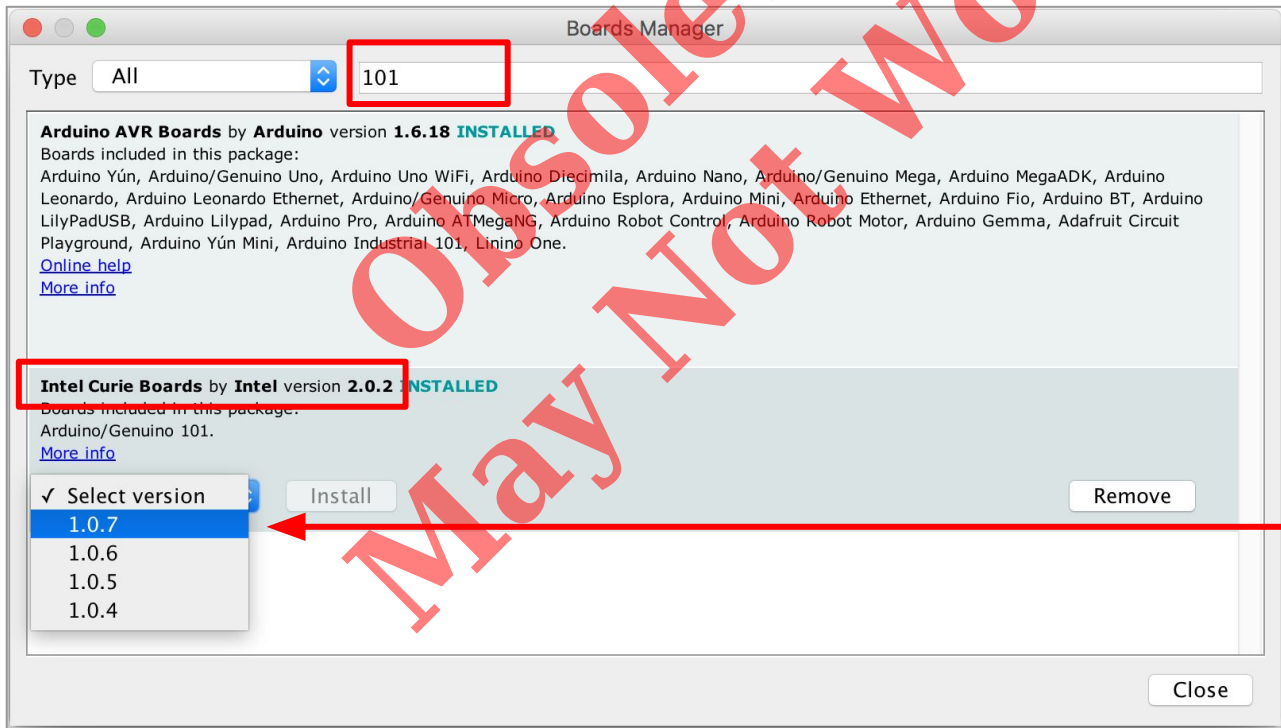 Boards Manager
Type All 101
Arduino AVR Boards by Arduino version 1.6.18 INSTALLED
Boards included in this package:
Arduino Yún, Arduino/Genuino Uno, Arduino Uno WiFi, Arduino Diecimila, Arduino Nano, Arduino/Genuino Mega, Arduino MegaADK, Arduino
Leonardo, Arduino Leonardo Ethernet, Arduino/Genuino Micro, Arduino Esplora, Arduino Mini, Arduino Ethernet, Arduino Fio, Arduino BT, Arduino
LilyPadUSB, Arduino Lilypad, Arduino Pro, Arduino ATMegaNG, Arduino Robot Control, Arduino Robot Motor, Arduino Gemma, Adafruit Circuit
Playground, Arduino Yún Mini, Arduino Industrial 101, Linino One.
Online help
More info
Intel Curie Boards by Intel version 2.0.2 INSTALLED
Boards included in this package:
Arduino/Genuino 101.
More info
✓ Select version Install Remove
1.0.7
1.0.6
1.0.5
1.0.4
Close
Obsole
May Not Wo